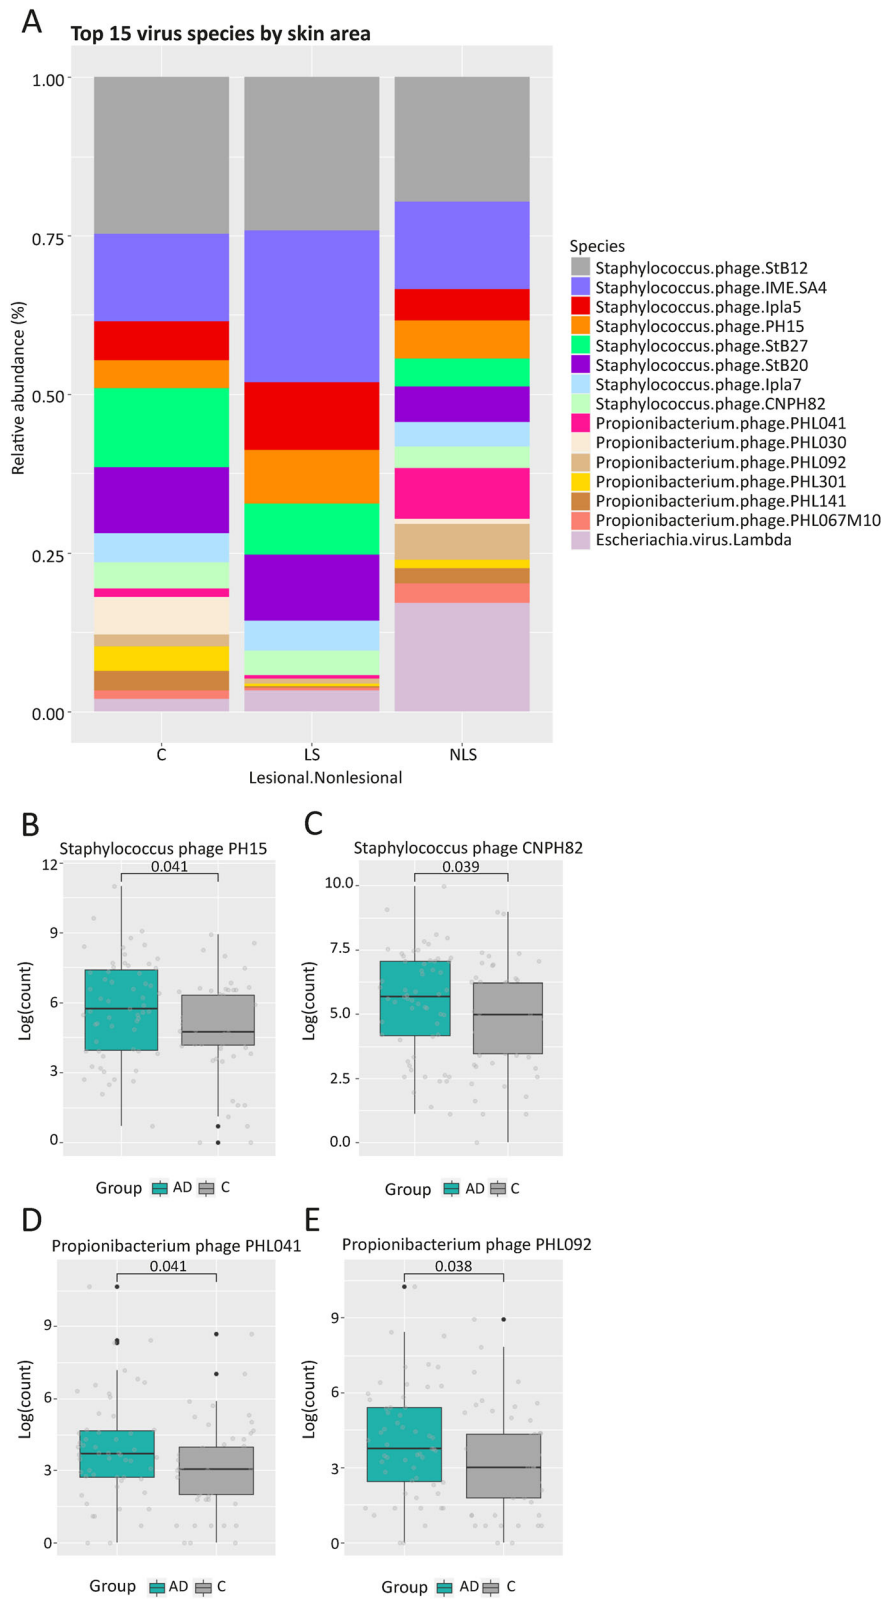 A
Top 15 virus species by skin area
Relative abundance (%)
1.00
0.75
0.50
0.25
0.00
C
LS
NLS
Lesional.Nonlesional
Species
Staphylococcus.phage.StB12
Staphylococcus.phage.IME.SA4
Staphylococcus.phage.Ipla5
Staphylococcus.phage.PH15
Staphylococcus.phage.StB27
Staphylococcus.phage.StB20
Staphylococcus.phage.Ipla7
Staphylococcus.phage.CNPH82
Propionibacterium.phage.PHL041
Propionibacterium.phage.PHL030
Propionibacterium.phage.PHL092
Propionibacterium.phage.PHL301
Propionibacterium.phage.PHL141
Propionibacterium.phage.PHL067M10
Escheriachia.virus.Lambda
B
Staphylococcus phage PH15
0.041
Log(count)
12
9
6
3
0
Group AD C
C
Staphylococcus phage CNPH82
0.039
Log(count)
10.0
7.5
5.0
2.5
0.0
Group AD C
D
Propionibacterium phage PHL041
0.041
Log(count)
9
6
3
0
Group AD C
E
Propionibacterium phage PHL092
0.038
Log(count)
9
6
3
0
Group AD C